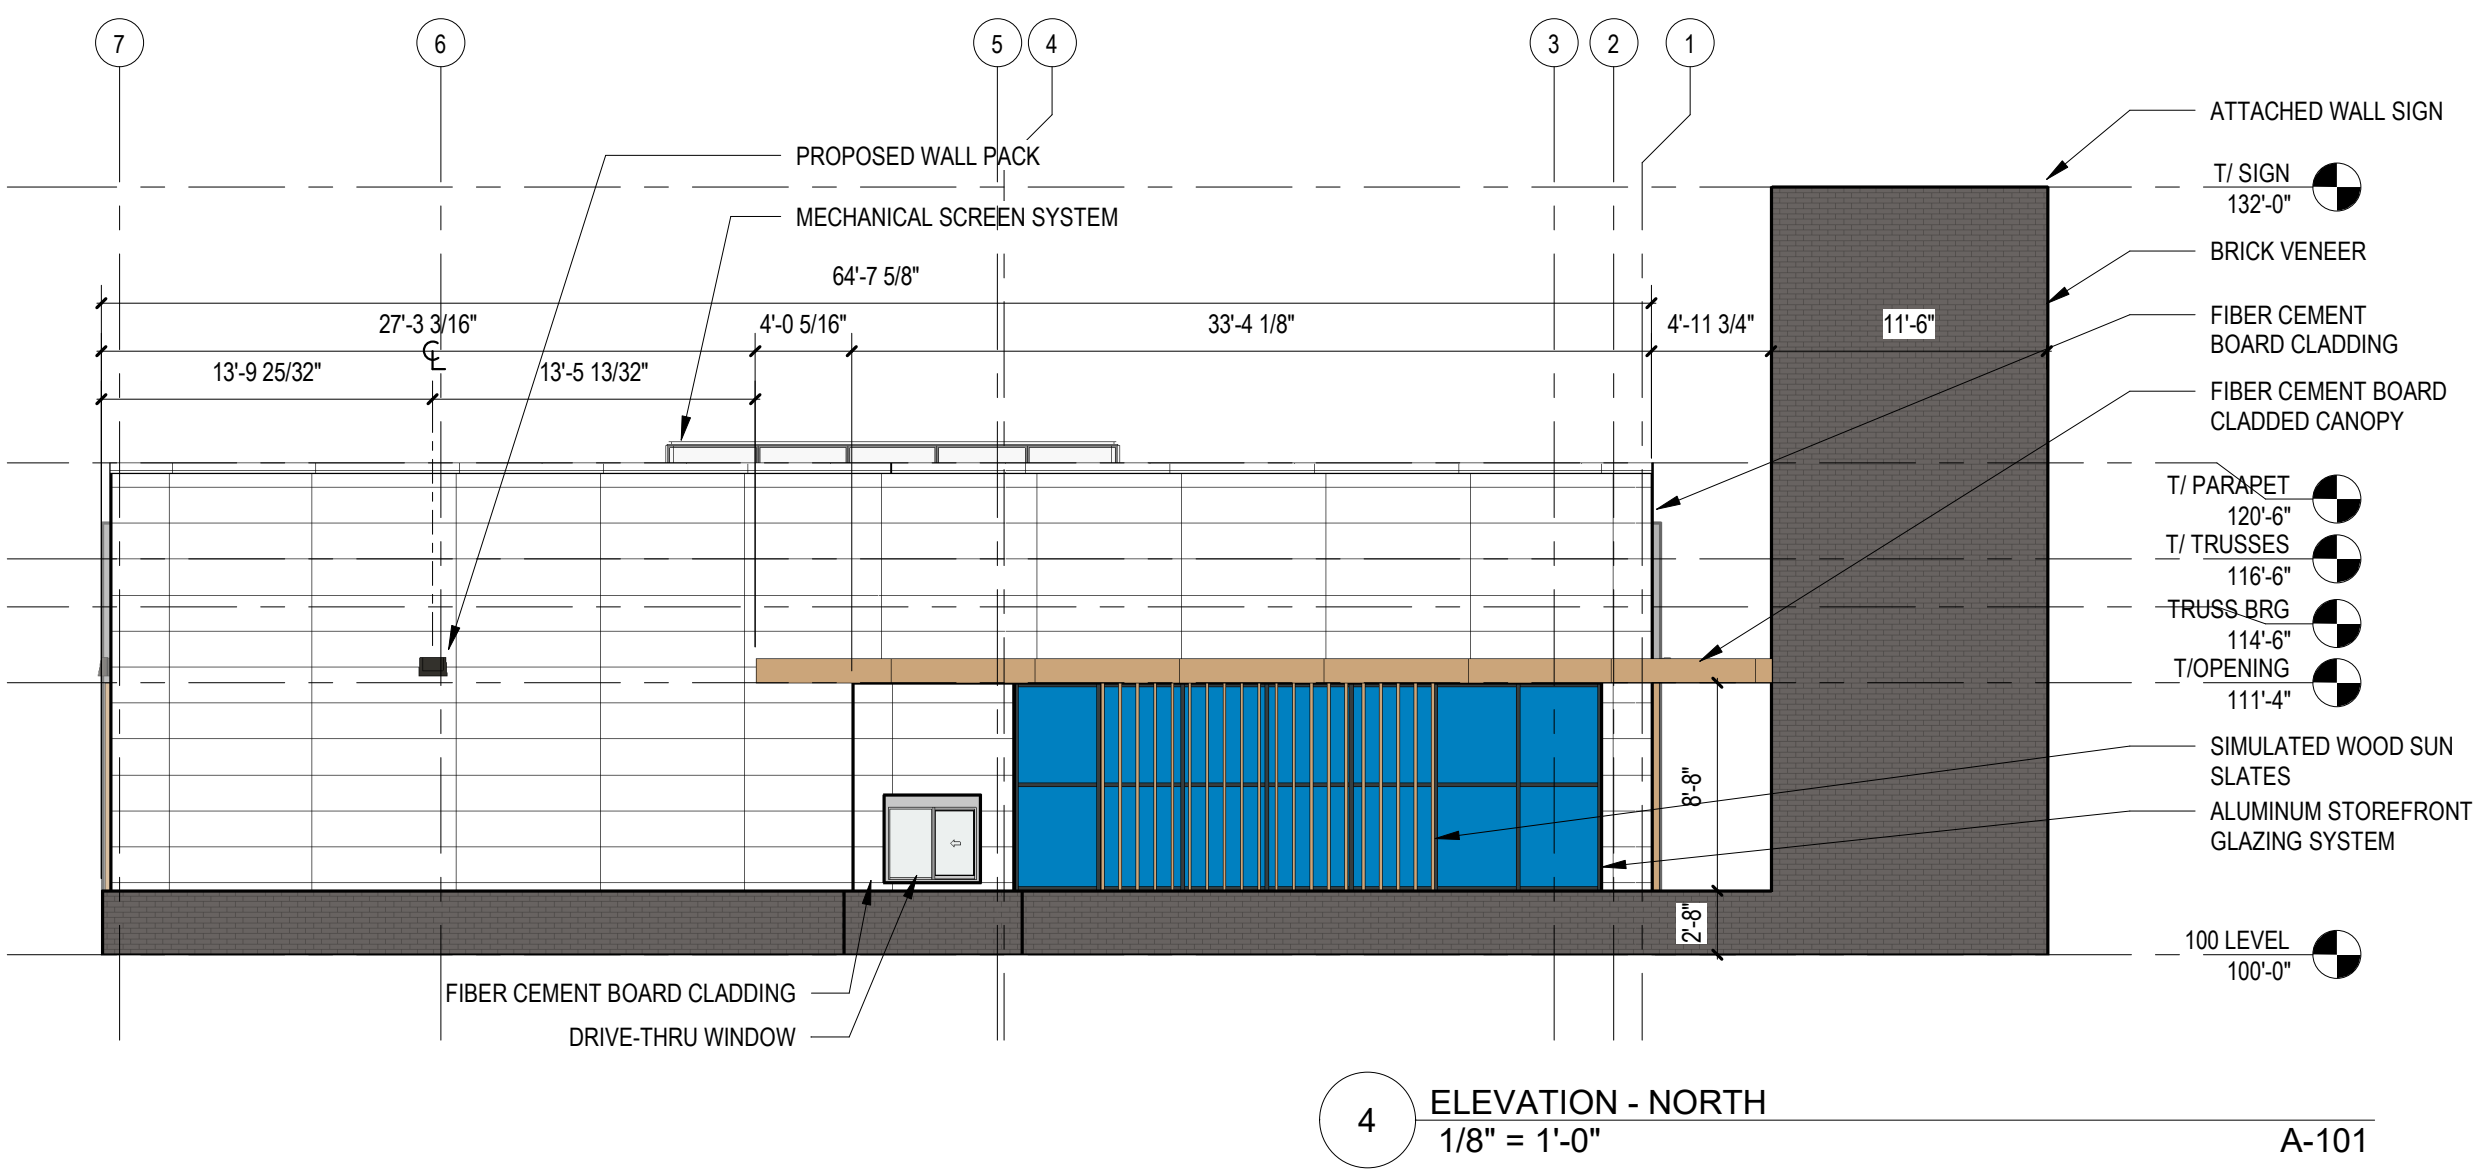 7 6 5 4 3 2 1
ATTACHED WALL SIGN
PROPOSED WALL PACK
T/ SIGN
132'-0"
MECHANICAL SCREEN SYSTEM
BRICK VENEER
64'-7 5/8"
27'-3 3/16" 4'-0 5/16" 33'-4 1/8" 4'-11 3/4" 11'-6"
FIBER CEMENT
BOARD CLADDING
CL
13'-9 25/32" 13'-5 13/32"
FIBER CEMENT BOARD
CLADDED CANOPY
T/ PARAPET
120'-6"
T/ TRUSSES
116'-6"
TRUSS BRG
114'-6"
T/OPENING
111'-4"
SIMULATED WOOD SUN
SLATES
8'-8"
ALUMINUM STOREFRONT
GLAZING SYSTEM
2'-8"
100 LEVEL
100'-0"
FIBER CEMENT BOARD CLADDING
DRIVE-THRU WINDOW
4
ELEVATION - NORTH
1/8" = 1'-0"
A-101